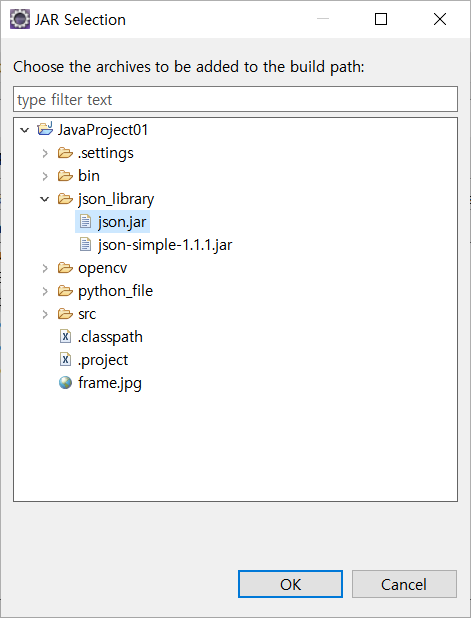 JAR Selection
Choose the archives to be added to the build path:
type filter text
JavaProject01
.settings
bin
json_library
json.jar
json-simple-1.1.1.jar
opencv
python_file
src
.classpath
.project
frame.jpg
OK
Cancel